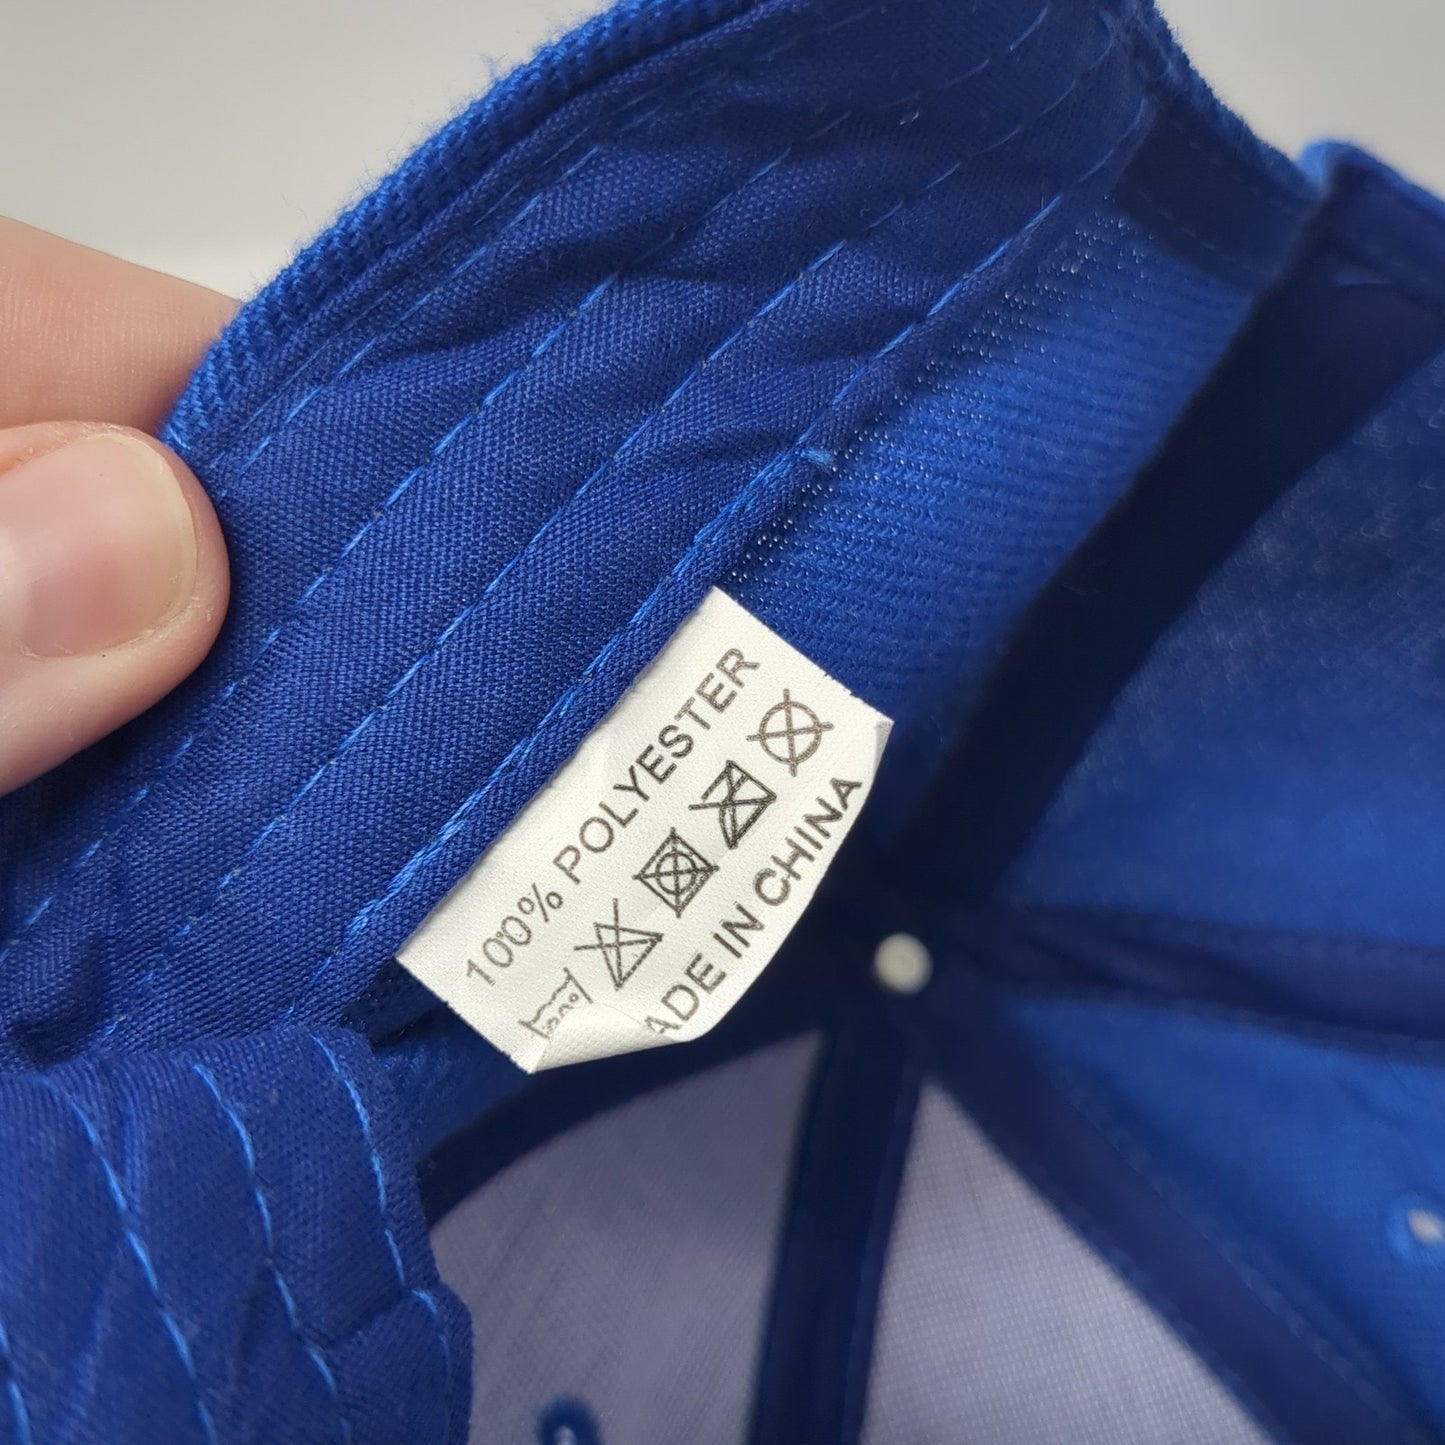 100% POLYESTER
ADE IN CHINA